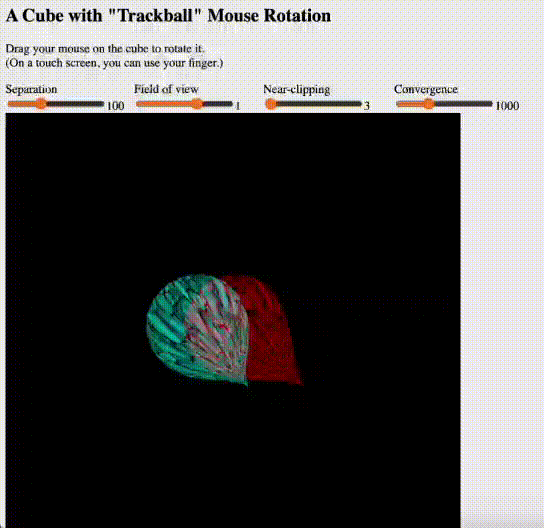 A Cube with "Trackball" Mouse Rotation
Drag your mouse on the cube to rotate it.
(On a touch screen, you can use your finger.)
Separation Field of view Near-clipping Convergence
100 1 3 1000